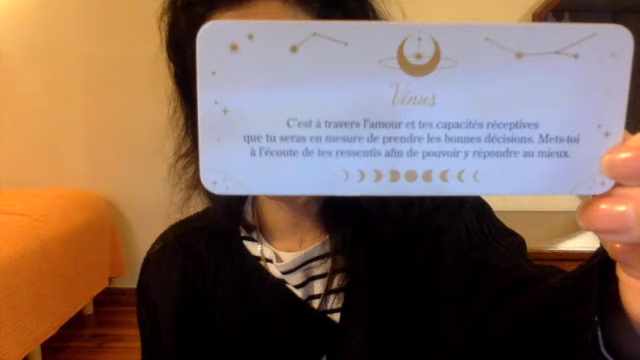 Vénus
C'est à travers l'amour et tes capacités réceptives
que tu seras en mesure de prendre les bonnes décisions. Mets-toi
à l'écoute de tes ressentis afin de pouvoir y répondre au mieux.